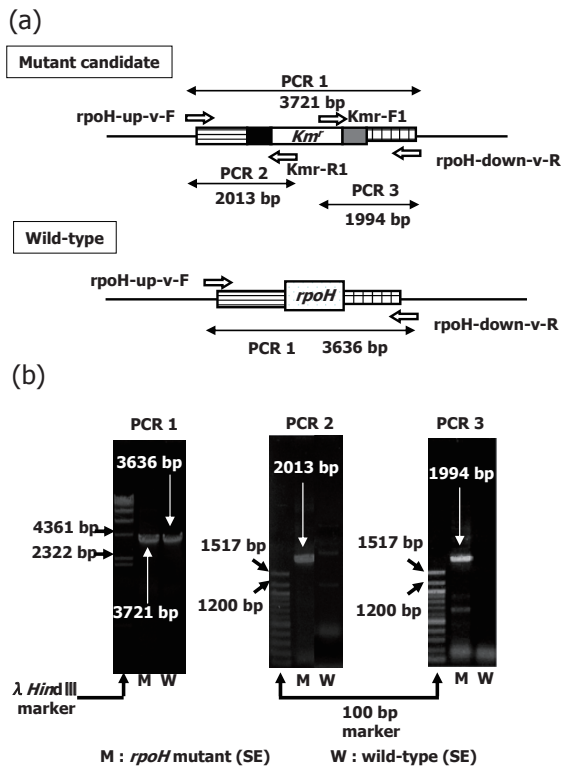 (a)
Mutant candidate
PCR 1
3721 bp
rpoH-up-v-F
Kmr-F1
Kmʳ
Kmr-R1
rpoH-down-v-R
PCR 2
2013 bp
PCR 3
1994 bp
Wild-type
rpoH-up-v-F
rpoH
rpoH-down-v-R
PCR 1 3636 bp
(b)
PCR 1
PCR 2
PCR 3
3636 bp
2013 bp
1994 bp
4361 bp
2322 bp
1517 bp
1200 bp
1517 bp
1200 bp
3721 bp
λ HindⅢ
marker
M W
M W
M W
100 bp
marker
M : rpoH mutant (SE) W : wild-type (SE)